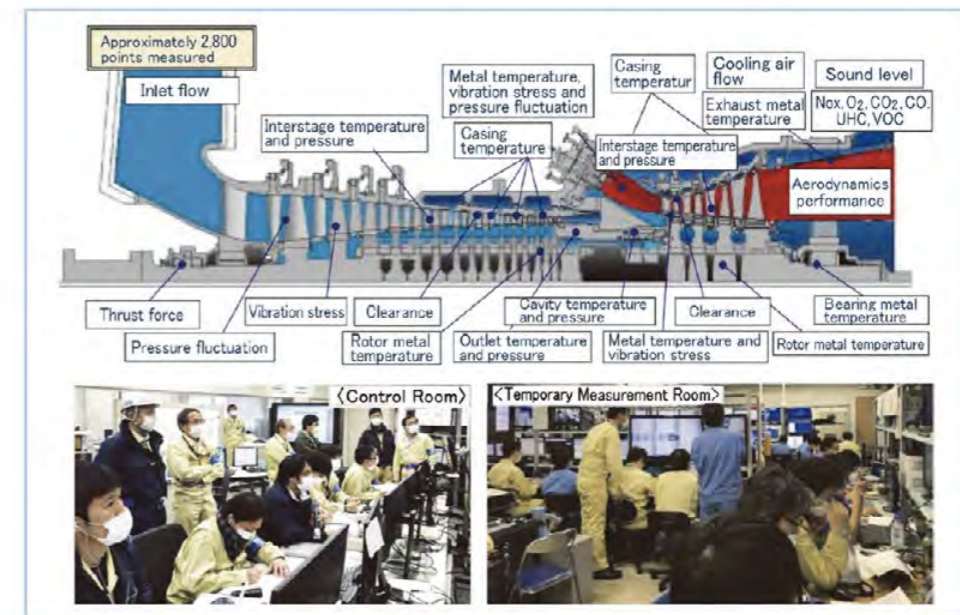 Approximately 2,800
points measured
Inlet flow
Interstage temperature
and pressure
Metal temperature,
vibration stress and
pressure fluctuation
Casing
temperature
Casing
temperatur
Interstage temperature
and pressure
Cooling air
flow
Exhaust metal
temperature
Sound level
Nox, O2, CO2, CO.
UHC, VOC
Aerodynamics
performance
Thrust force
Pressure fluctuation
Vibration stress
Clearance
Rotor metal
temperature
Outlet temperature
and pressure
Cavity temperature
and pressure
Metal temperature and
vibration stress
Clearance
Rotor metal temperature
Bearing metal
temperature
〈Control Room〉
〈Temporary Measurement Room〉